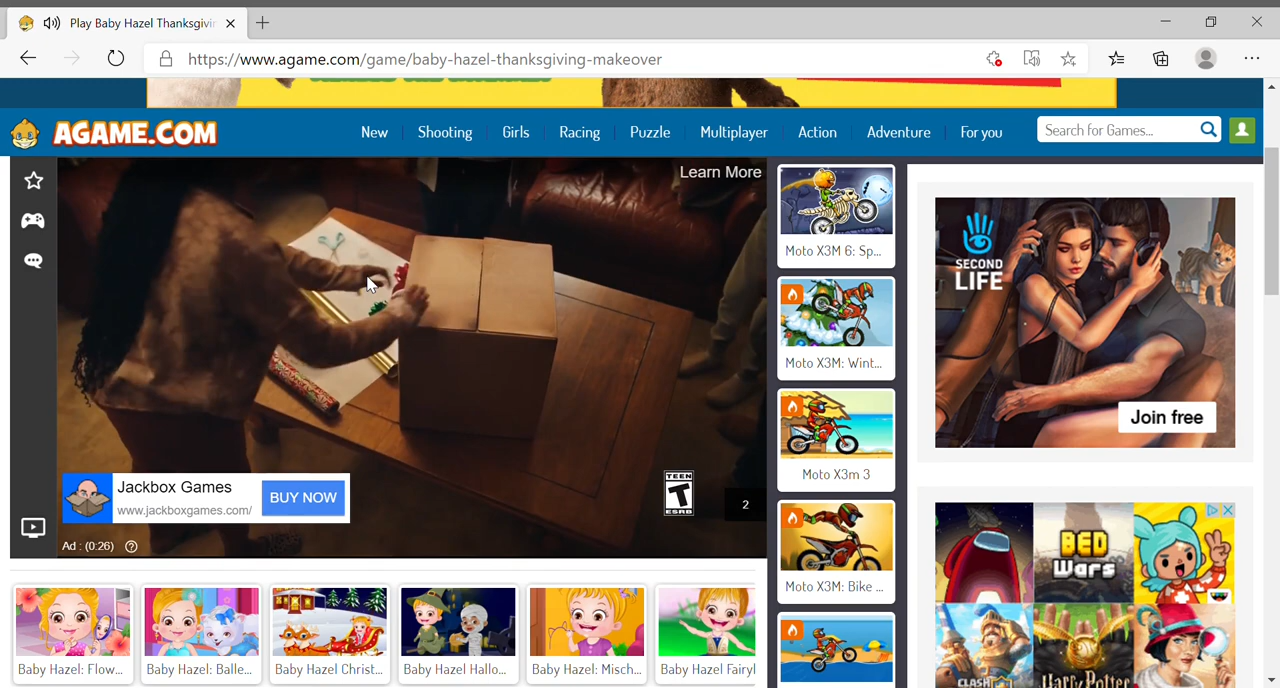 Play Baby Hazel Thanksgivin
https://www.agame.com/game/baby-hazel-thanksgiving-makeover
AGAME.COM
New
Shooting
Girls
Racing
Puzzle
Multiplayer
Action
Adventure
For you
Search for Games...
Learn More
Jackbox Games
www.jackboxgames.com/
BUY NOW
TEEN
T
ESRB
2
Ad : (0:26)
Moto X3M 6: Sp...
Moto X3M: Wint...
Moto X3m 3
Moto X3M: Bike ...
SECOND
LIFE
Join free
BED
WARS
CLASH
Harry Potter
Baby Hazel: Flow...
Baby Hazel: Balle...
Baby Hazel Christ...
Baby Hazel Hallo...
Baby Hazel: Misch...
Baby Hazel Fairyl